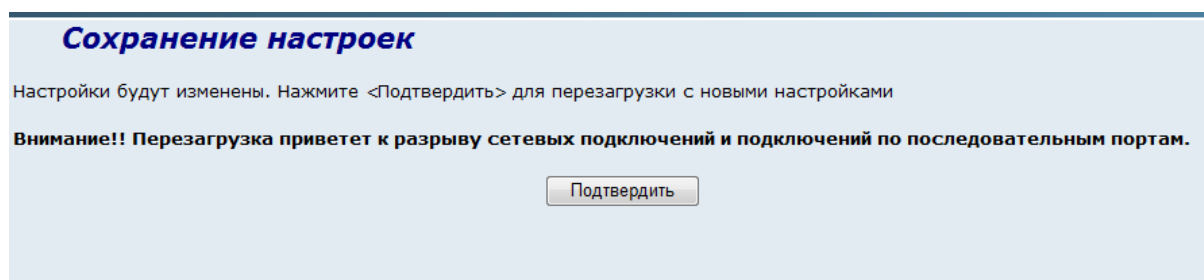 Сохранение настроек
Настройки будут изменены. Нажмите <Подтвердить> для перезагрузки с новыми настройками
Внимание!! Перезагрузка приветет к разрыву сетевых подключений и подключений по последовательным портам.
Подтвердить